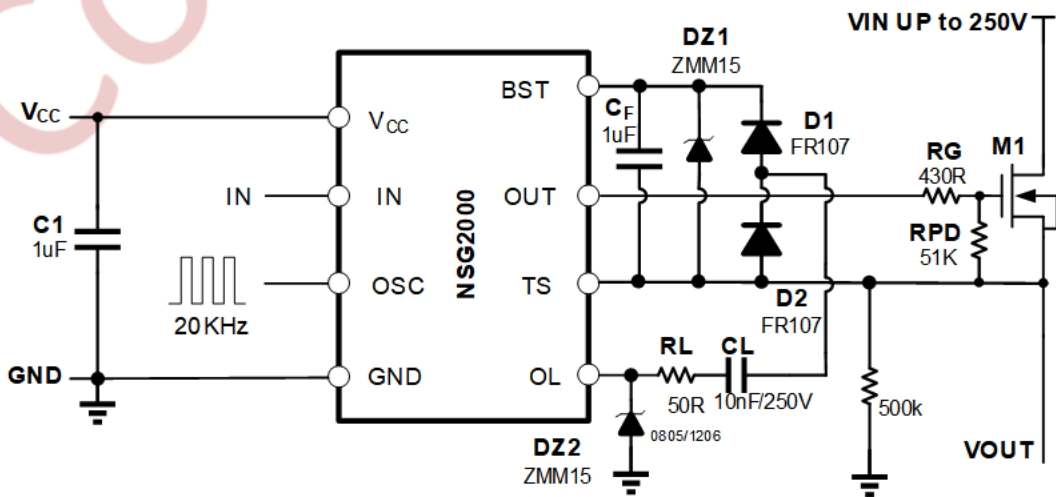 VIN UP to 250V
DZ1
ZMM15
BST
VCC
VCC
CF
1uF
D1
FR107
RG
430R
M1
IN
IN
OUT
C1
1uF
NSG2000
RPD
51K
OSC
TS
20KHz
D2
FR107
RL
CL
GND
GND
OL
50R
10nF/250V
500k
0805/1206
DZ2
ZMM15
VOUT